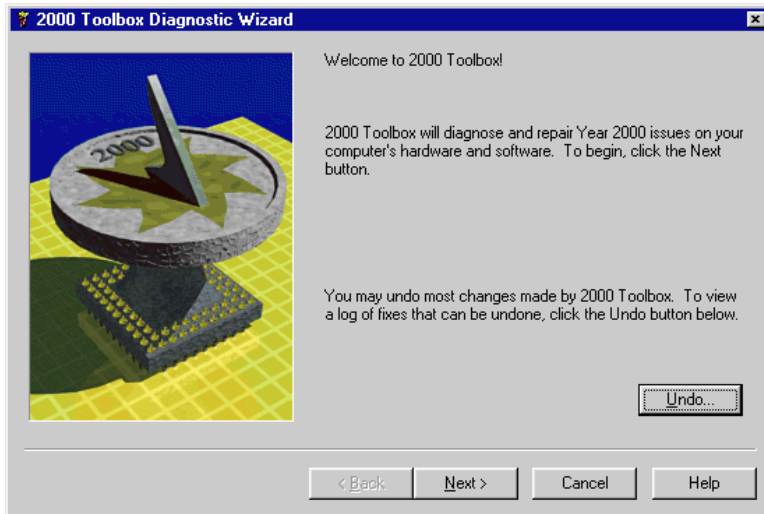 2000 Toolbox Diagnostic Wizard
Welcome to 2000 Toolbox!
2000
2000 Toolbox will diagnose and repair Year 2000 issues on your
computer's hardware and software. To begin, click the Next
button.
You may undo most changes made by 2000 Toolbox. To view
a log of fixes that can be undone, click the Undo button below.
Undo...
< Back
Next >
Cancel
Help